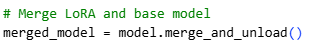 # Merge LoRA and base model
merged_model = model.merge_and_unload()